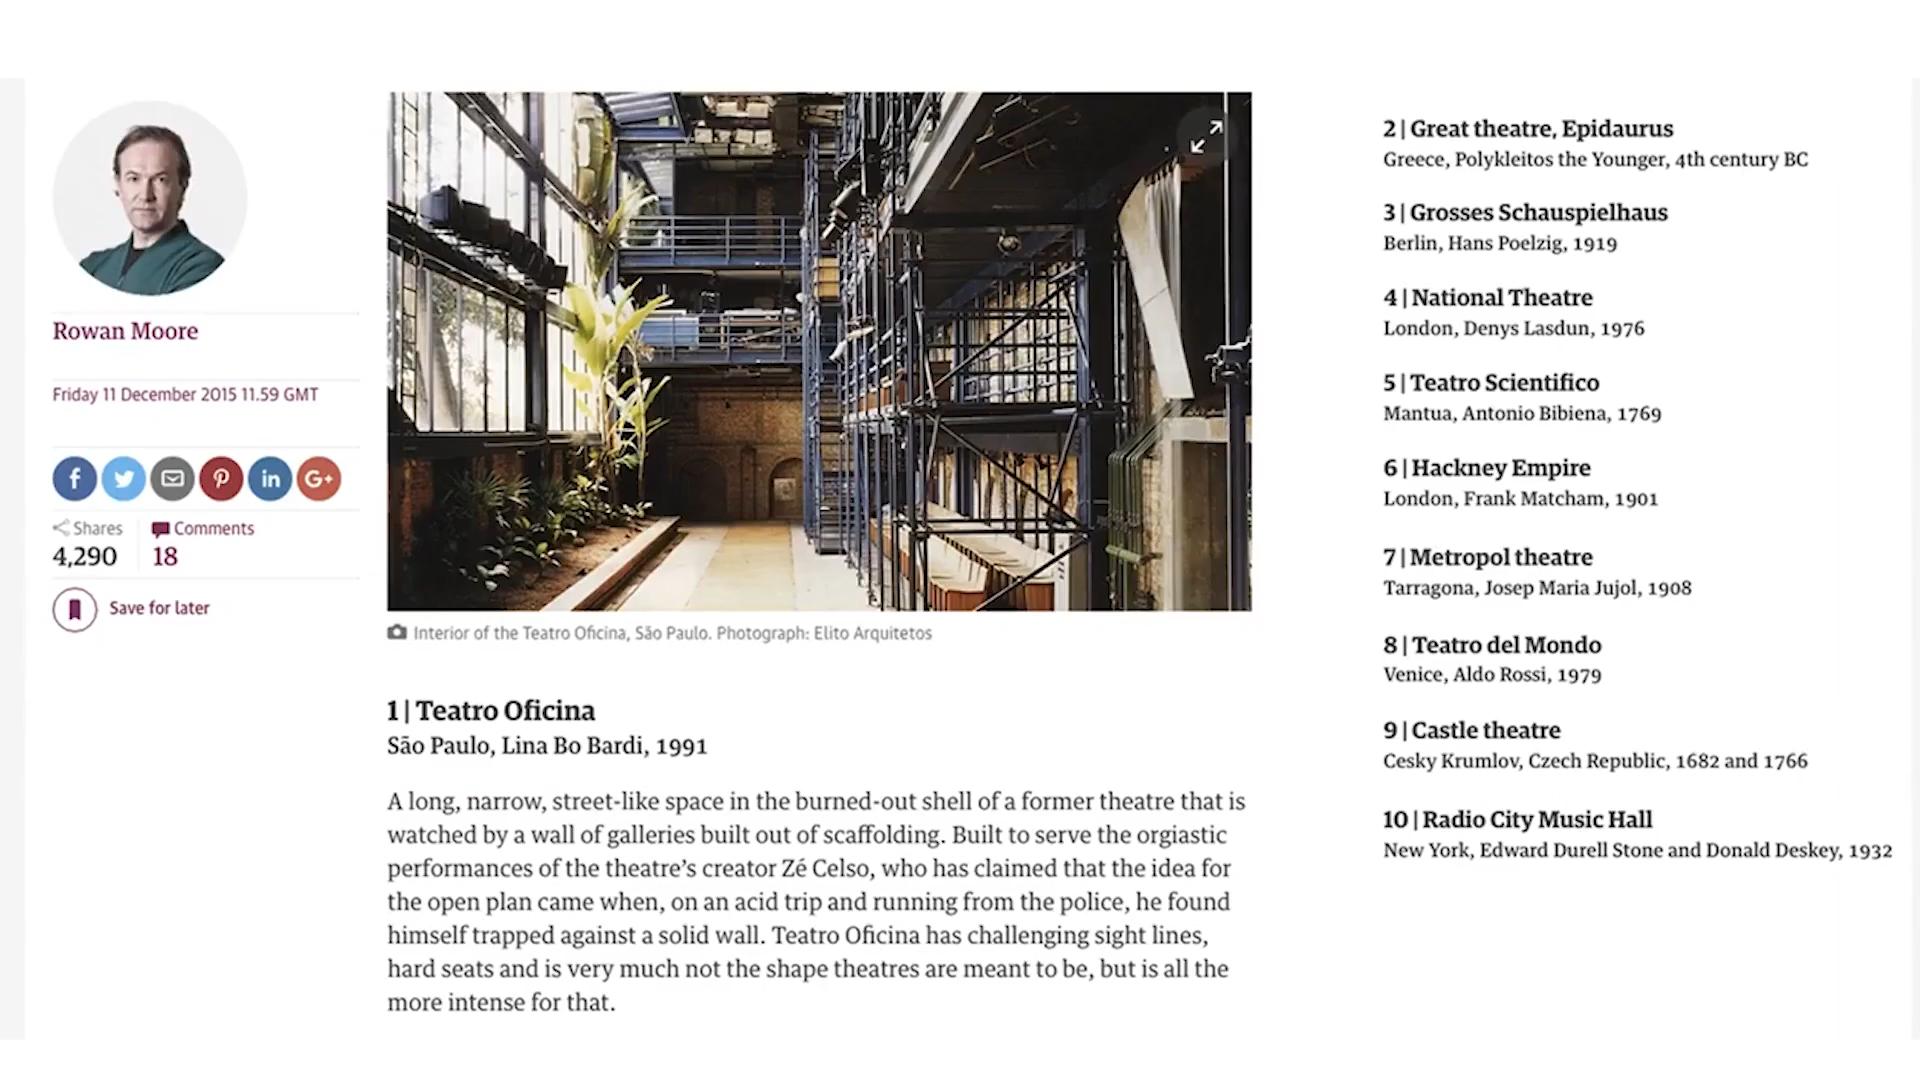 Rowan Moore
Friday 11 December 2015 11.59 GMT
f
in
G+
Shares
4,290
Comments
18
Save for later
Interior of the Teatro Oficina, São Paulo. Photograph: Elito Arquitetos
1 | Teatro Oficina
São Paulo, Lina Bo Bardi, 1991
A long, narrow, street-like space in the burned-out shell of a former theatre that is
watched by a wall of galleries built out of scaffolding. Built to serve the orgiastic
performances of the theatre’s creator Zé Celso, who has claimed that the idea for
the open plan came when, on an acid trip and running from the police, he found
himself trapped against a solid wall. Teatro Oficina has challenging sight lines,
hard seats and is very much not the shape theatres are meant to be, but is all the
more intense for that.
2 | Great theatre, Epidaurus
Greece, Polykleitos the Younger, 4th century BC
3 | Grosses Schauspielhaus
Berlin, Hans Poelzig, 1919
4 | National Theatre
London, Denys Lasdun, 1976
5 | Teatro Scientifico
Mantua, Antonio Bibiena, 1769
6 | Hackney Empire
London, Frank Matcham, 1901
7 | Metropol theatre
Tarragona, Josep Maria Jujol, 1908
8 | Teatro del Mondo
Venice, Aldo Rossi, 1979
9 | Castle theatre
Cesky Krumlov, Czech Republic, 1682 and 1766
10 | Radio City Music Hall
New York, Edward Durell Stone and Donald Deskey, 1932